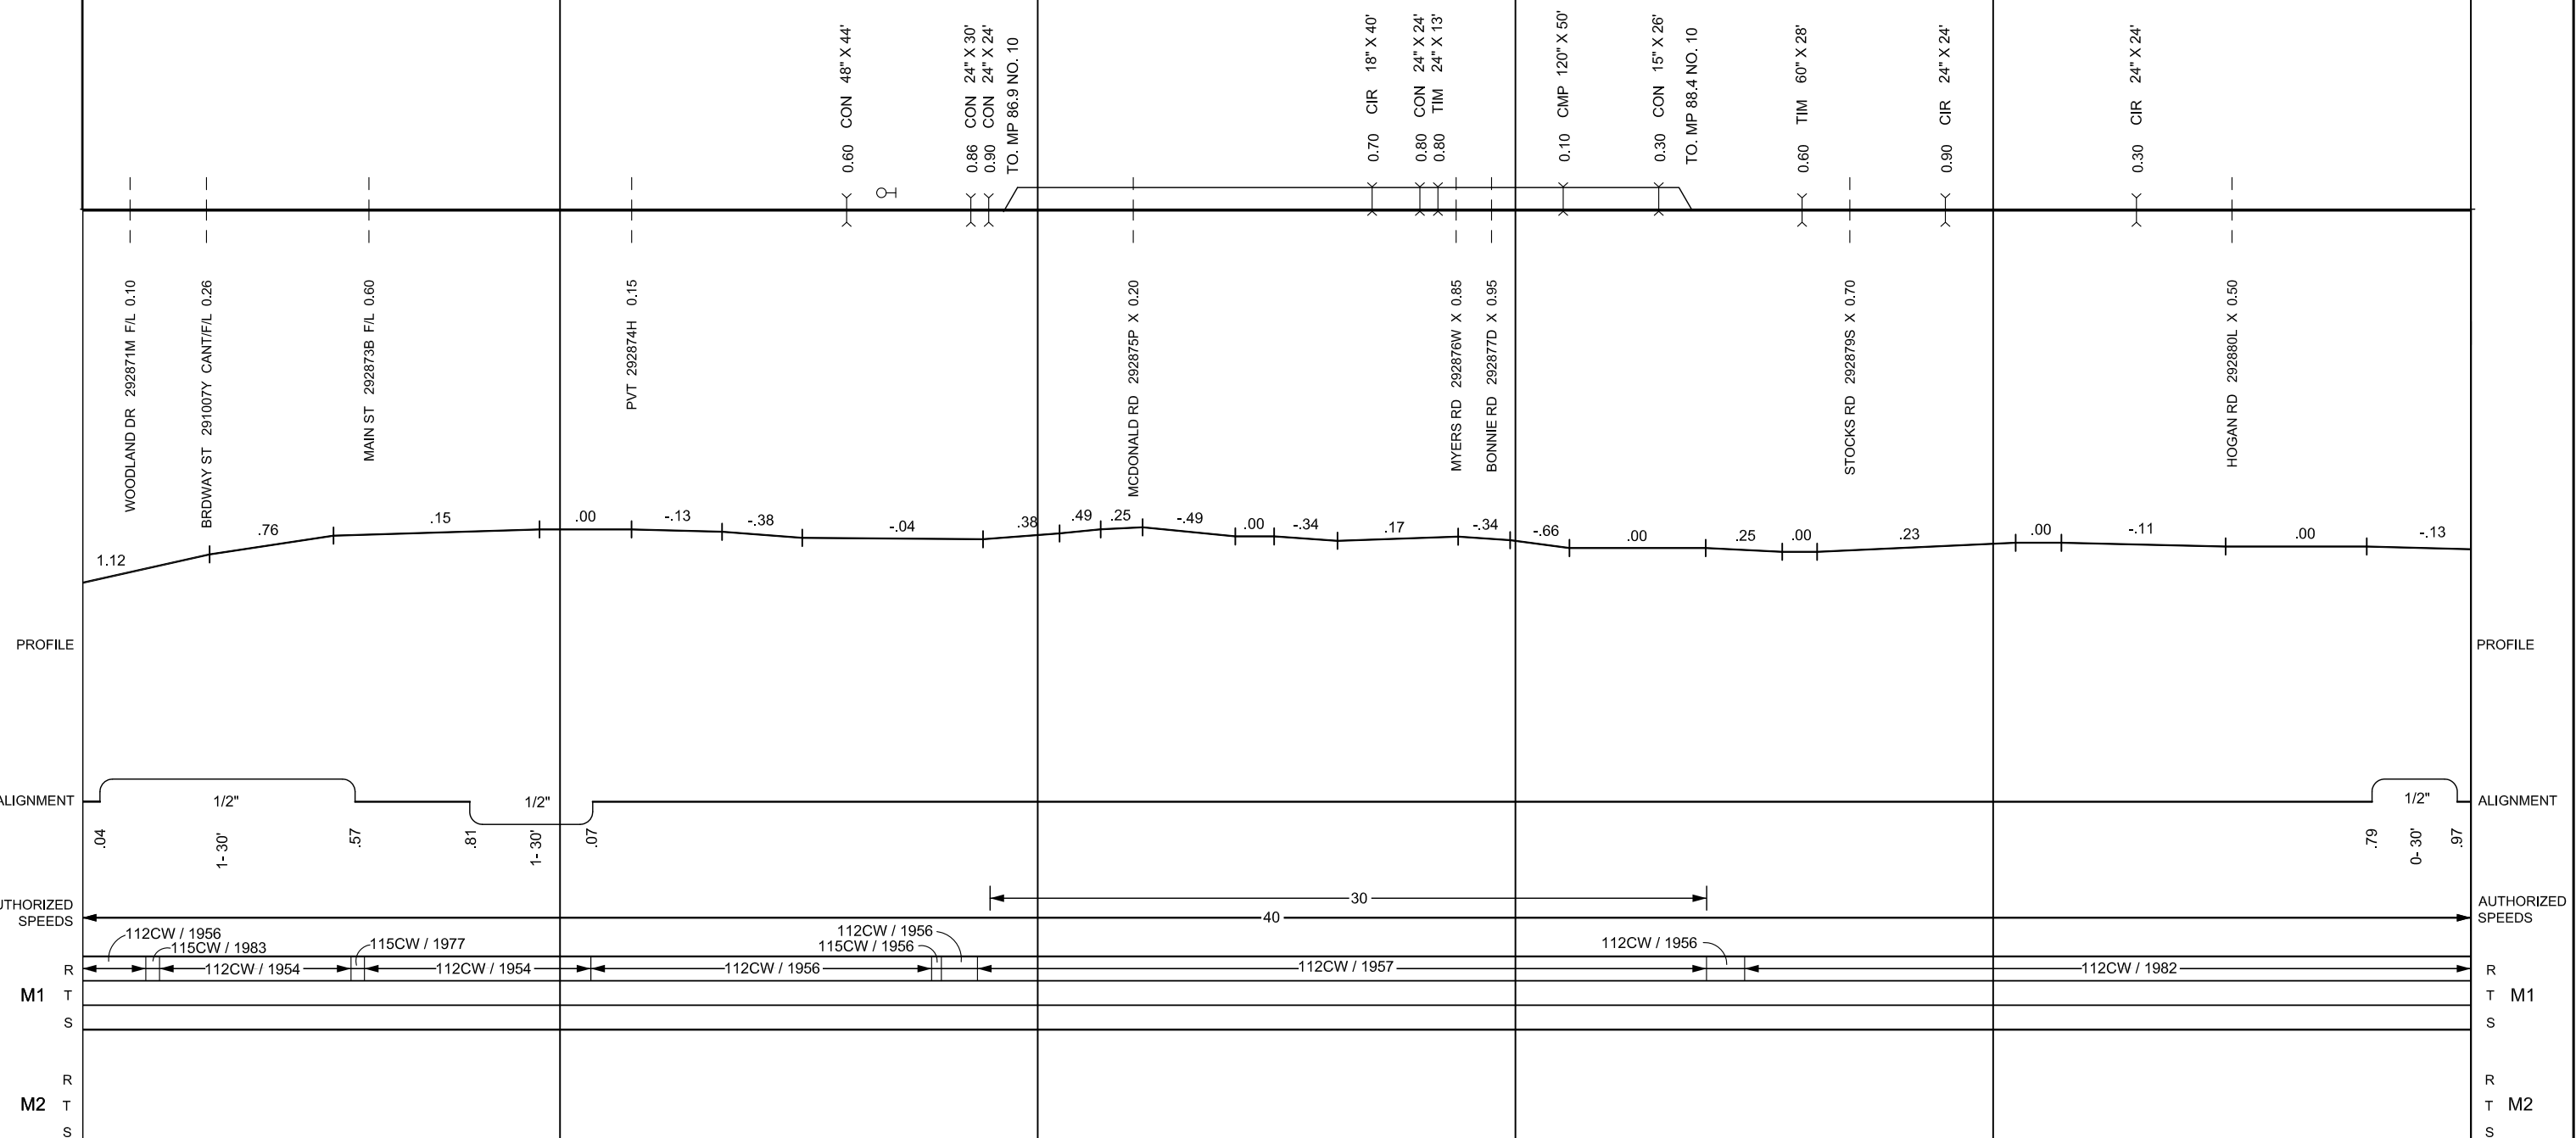 0.60 CON 48" X 44'
0.86 CON 24" X 30'
0.90 CON 24" X 24'
TO. MP 86.9 NO. 10
0.70 CIR 18" X 40'
0.80 CON 24" X 24'
0.80 TIM 24" X 13'
0.10 CMP 120" X 50'
0.30 CON 15" X 26'
TO. MP 88.4 NO. 10
0.60 TIM 60" X 28'
0.90 CIR 24" X 24'
0.30 CIR 24" X 24'
WOODLAND DR 292871M F/L 0.10
BRDWAY ST 291007Y CANT/F/L 0.26
MAIN ST 292873B F/L 0.60
PVT 292874H 0.15
MCDONALD RD 292875P X 0.20
MYERS RD 292876W X 0.85
BONNIE RD 292877D X 0.95
STOCKS RD 292879S X 0.70
HOGAN RD 292880L X 0.50
1.12
.76
.15
.00
-.13
-.38
-.04
.38
.49
.25
-.49
.00
-.34
.17
-.34
-.66
.00
.25
.00
.23
.00
-.11
.00
-.13
PROFILE
PROFILE
ALIGNMENT
1/2"
1/2"
1/2"
ALIGNMENT
.04
1- 30'
.57
.81
1- 30'
.07
.79
0- 30'
.97
UTHORIZED
SPEEDS
30
40
AUTHORIZED
SPEEDS
112CW / 1956
115CW / 1983
115CW / 1977
112CW / 1956
115CW / 1956
112CW / 1956
R
112CW / 1954
112CW / 1954
112CW / 1956
112CW / 1957
112CW / 1982
R
M1 T
T M1
S
S
R
R
M2 T
T M2
S
S